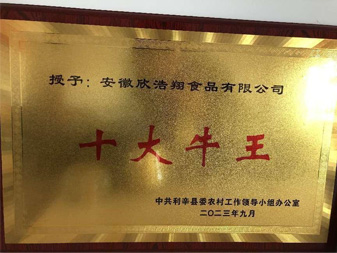 授予：安徽欣浩翔食品有限公司
十大牛王
中共利辛县委农村工作领导小组办公室
二〇二三年九月